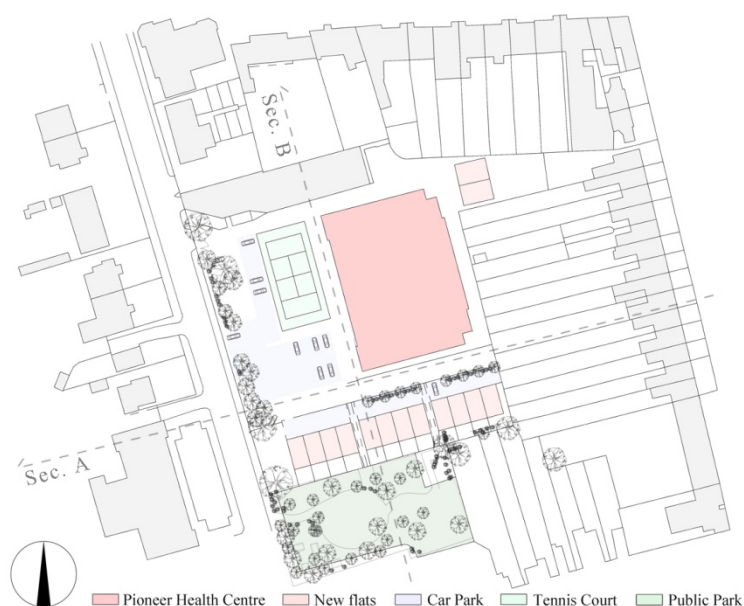 Sec. B
Sec. A
Pioneer Health Centre New flats Car Park Tennis Court Public Park